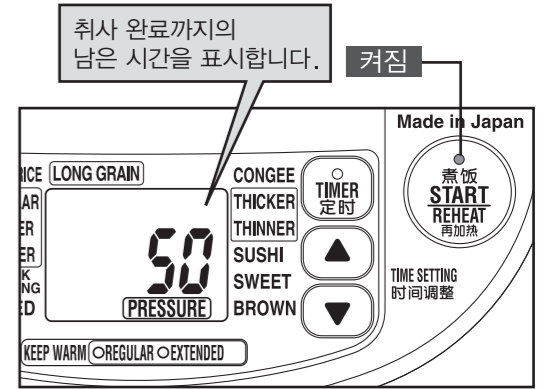 취사 완료까지의
남은 시간을 표시합니다.
켜짐
Made in Japan
RICE
LONG GRAIN
CONGEE
THICKER
THINNER
SUSHI
SWEET
BROWN
50
PRESSURE
TIMER
定时
煮饭
START
REHEAT
再加热
TIME SETTING
时间调整
KEEP WARM REGULAR EXTENDED